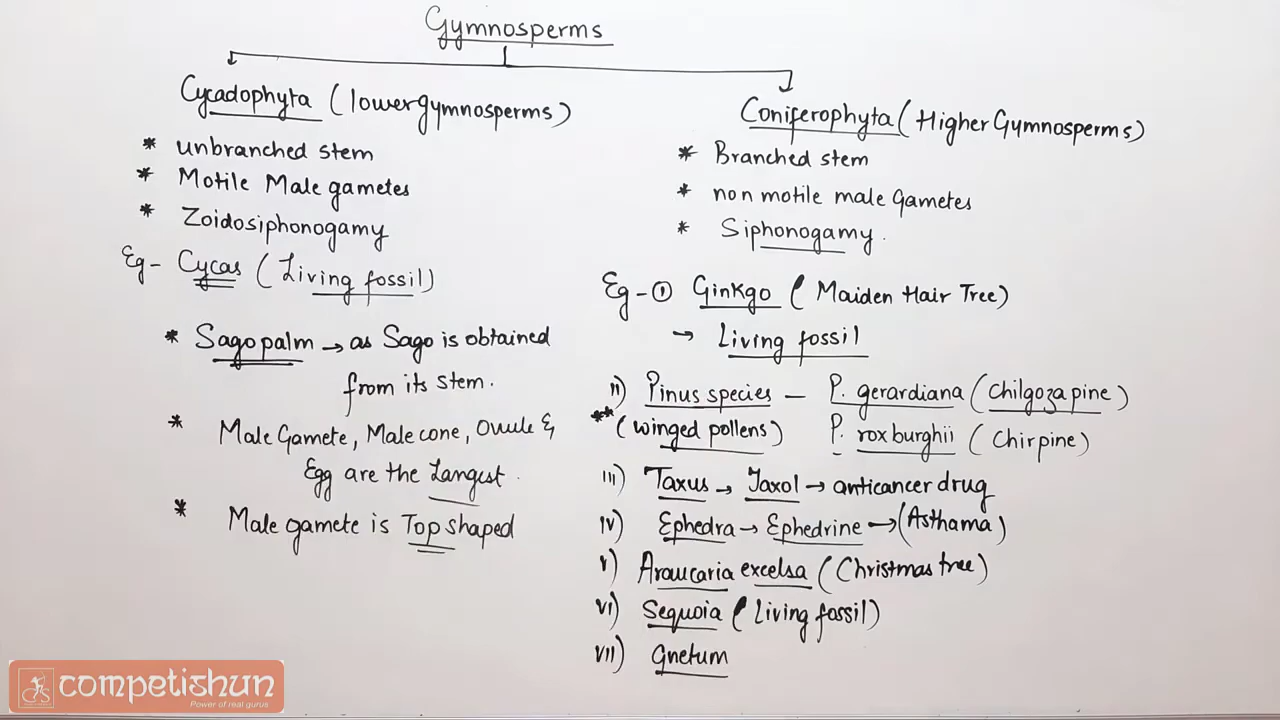 Gymnosperms
Cycadophyta (lowergymnosperms)
* unbranched stem
* Motile Male gametes
* Zoidosiphonogamy
Eg- Cycas (Living fossil)
* Sagopalm → as Sago is obtained
from its stem.
* Male Gamete, Male cone, Ovule &
Egg are the Largest.
* Male gamete is Top shaped
Coniferophyta (Higher Gymnosperms)
* Branched stem
* non motile male Gametes
* Siphonogamy.
Eg - ① Ginkgo (Maiden Hair Tree)
→ Living fossil
ii) Pinus species - P. gerardiana (Chilgoza pine)
** (winged pollens) P. roxburghii (Chirpine)
iii) Taxus → Taxol → anticancer drug
iv) Ephedra → Ephedrine → (Asthama)
v) Araucaria excelsa (Christmas tree)
vi) Sequoia (Living fossil)
vii) Gnetum
competishun
Power of real gurus